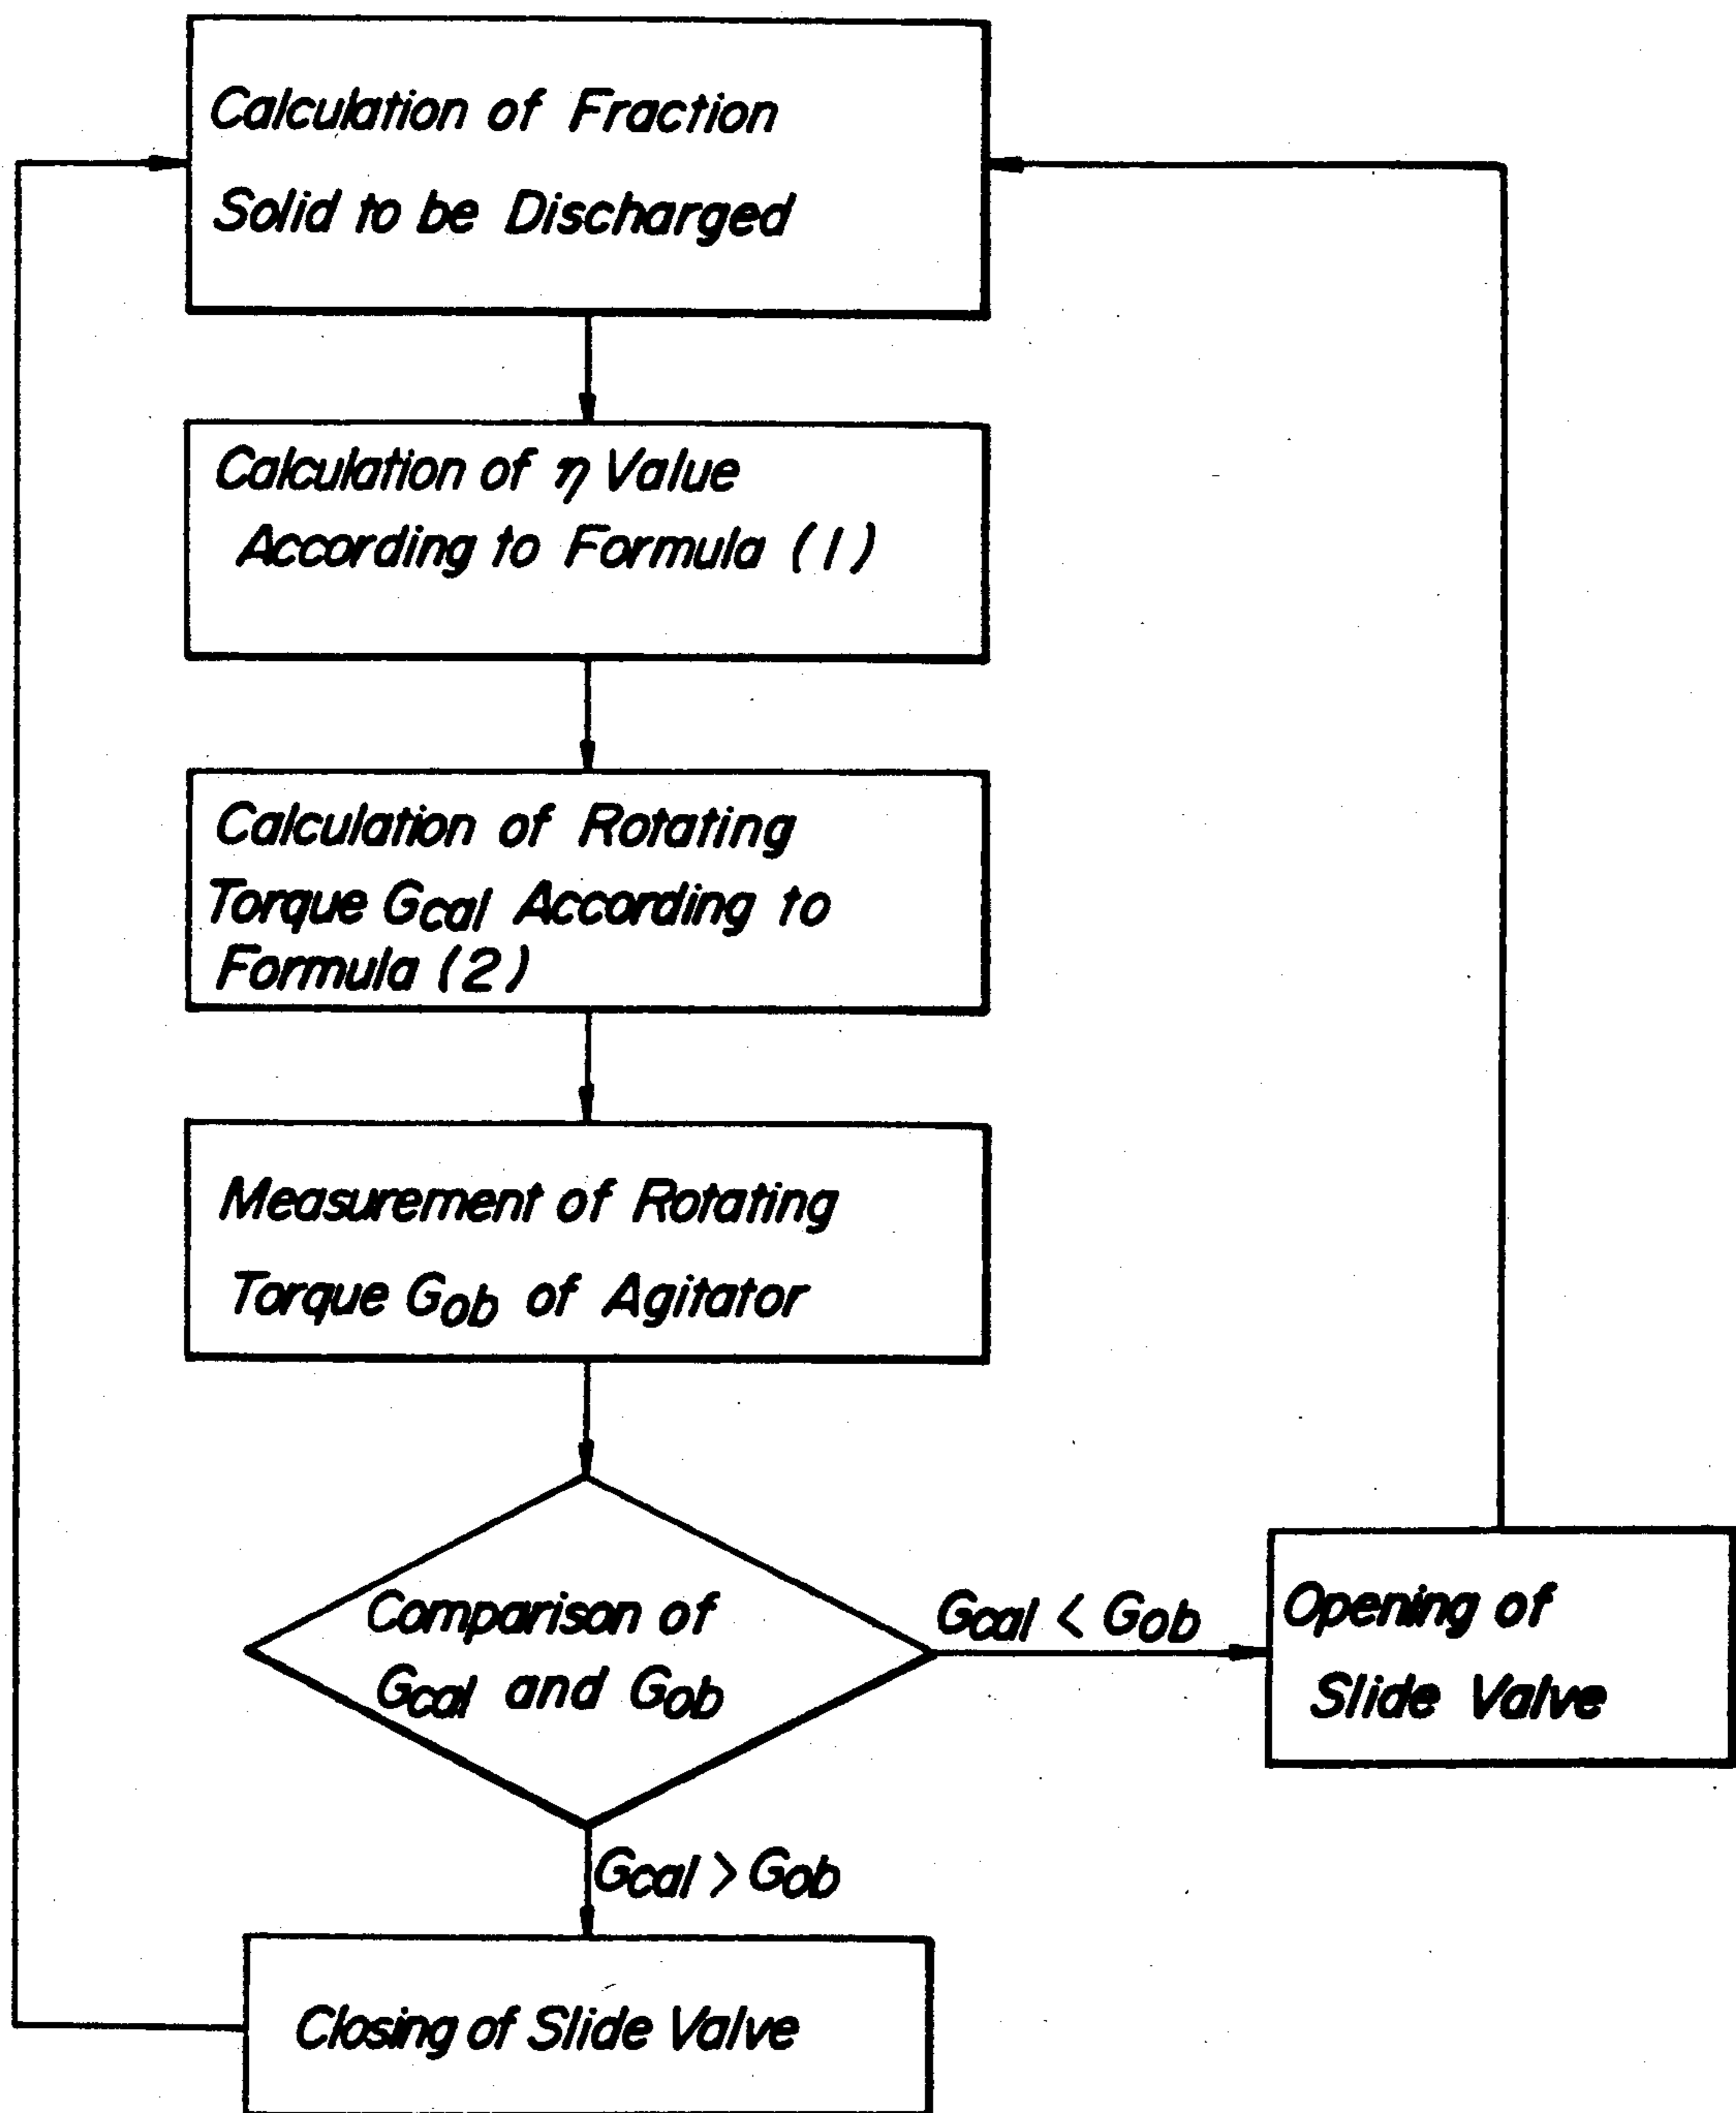 Calculation of Fraction
Solid to be Discharged
Calculation of η Value
According to Formula (1)
Calculation of Rotating
Torque Gcal According to
Formula (2)
Measurement of Rotating
Torque Gob of Agitator
Comparison of
Gcal and Gob
Gcal < Gob
Opening of
Slide Valve
Gcal > Gob
Closing of Slide Valve